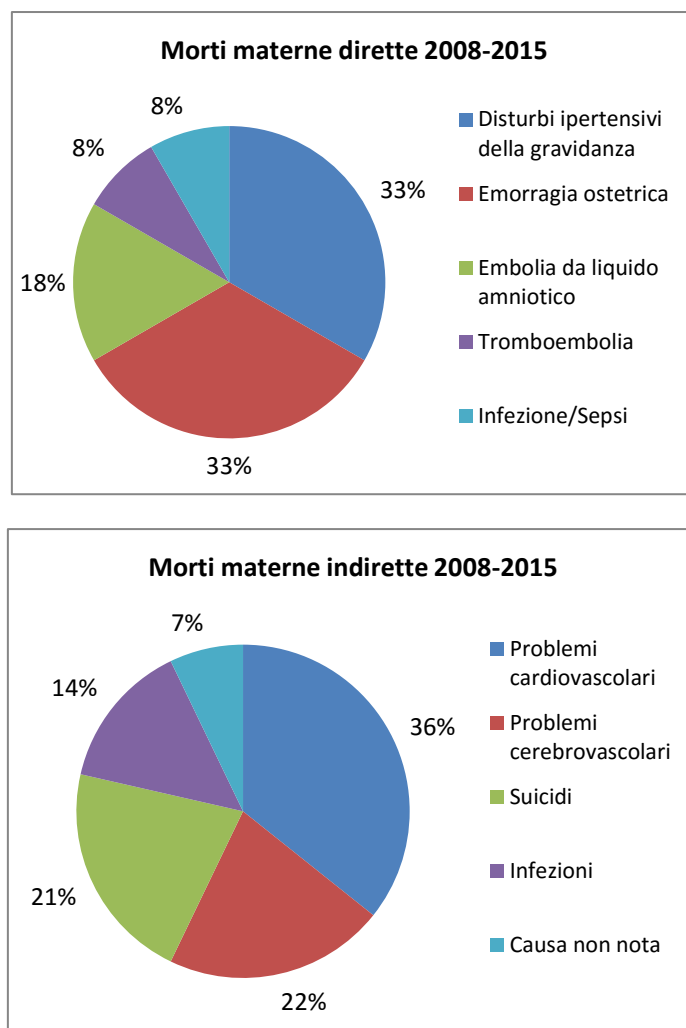 Morti materne dirette 2008-2015
8%
8%
18%
33%
33%
Disturbi ipertensivi
della gravidanza
Emorragia ostetrica
Embolia da liquido
amniotico
Tromboembolia
Infezione/Sepsi
Morti materne indirette 2008-2015
7%
14%
36%
21%
22%
Problemi
cardiovascolari
Problemi
cerebrovascolari
Suicidi
Infezioni
Causa non nota